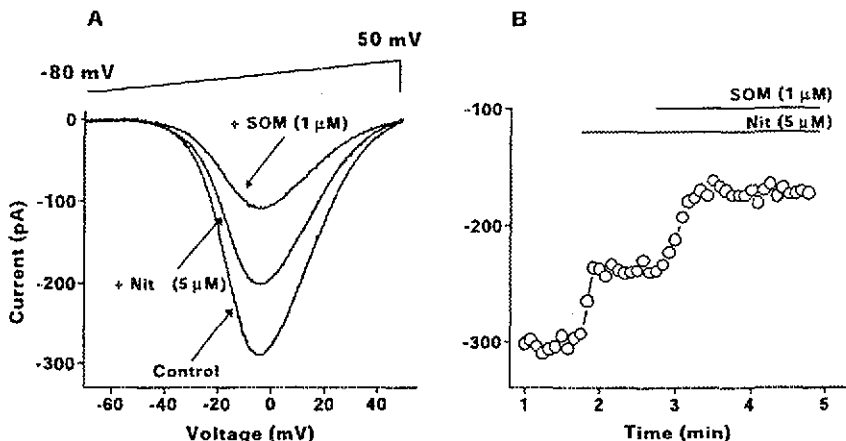 A
-80 mV
50 mV
+ SOM (1 μM)
+ Nit (5 μM)
Control
0
-100
-200
-300
Current (pA)
-60
-40
-20
0
20
40
Voltage (mV)
B
SOM (1 μM)
Nit (5 μM)
-100
-200
-300
1
2
3
4
5
Time (min)